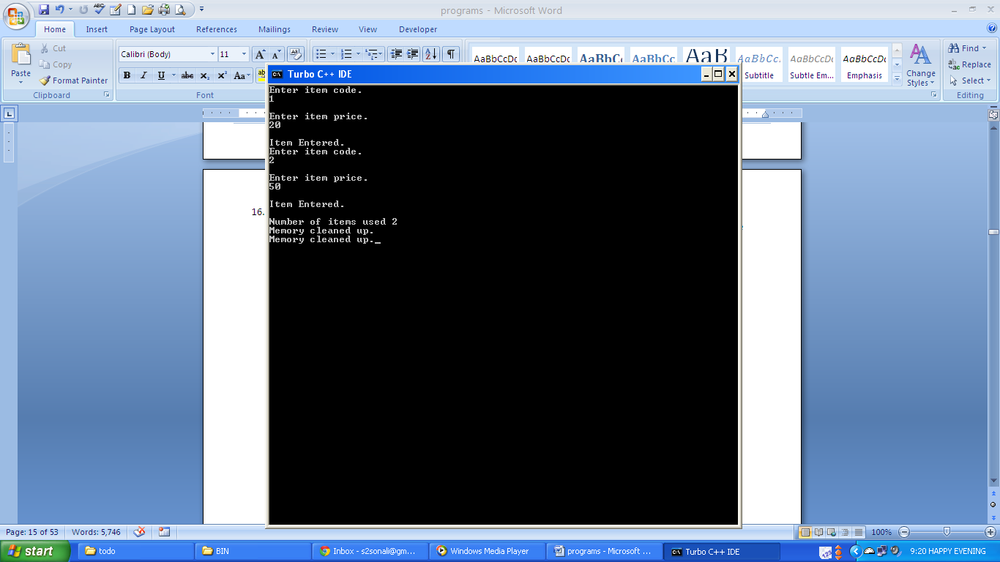 programs - Microsoft Word
Home Insert Page Layout References Mailings Review View Developer
Paste
Cut
Copy
Format Painter
Clipboard
Calibri (Body) 11
B I U abc x₂ x² Aa
Font
AaBbCcDc AaBbCcDc AaBbC AaBbCc AaB AaBbCc. AaBbCcDc AaBbCcDc
Subtitle Subtle Em... Emphasis
Change Styles
Find
Replace
Select
Editing
Turbo C++ IDE
Enter item code.
1
Enter item price.
20
Item Entered.
Enter item code.
2
Enter item price.
50
Item Entered.
Number of items used 2
Memory cleaned up.
Memory cleaned up._
16.
Page: 15 of 53 Words: 5,746 100%
start todo BIN Inbox - s2sonali@gm... Windows Media Player programs - Microsoft ... Turbo C++ IDE 9:20 HAPPY EVENING